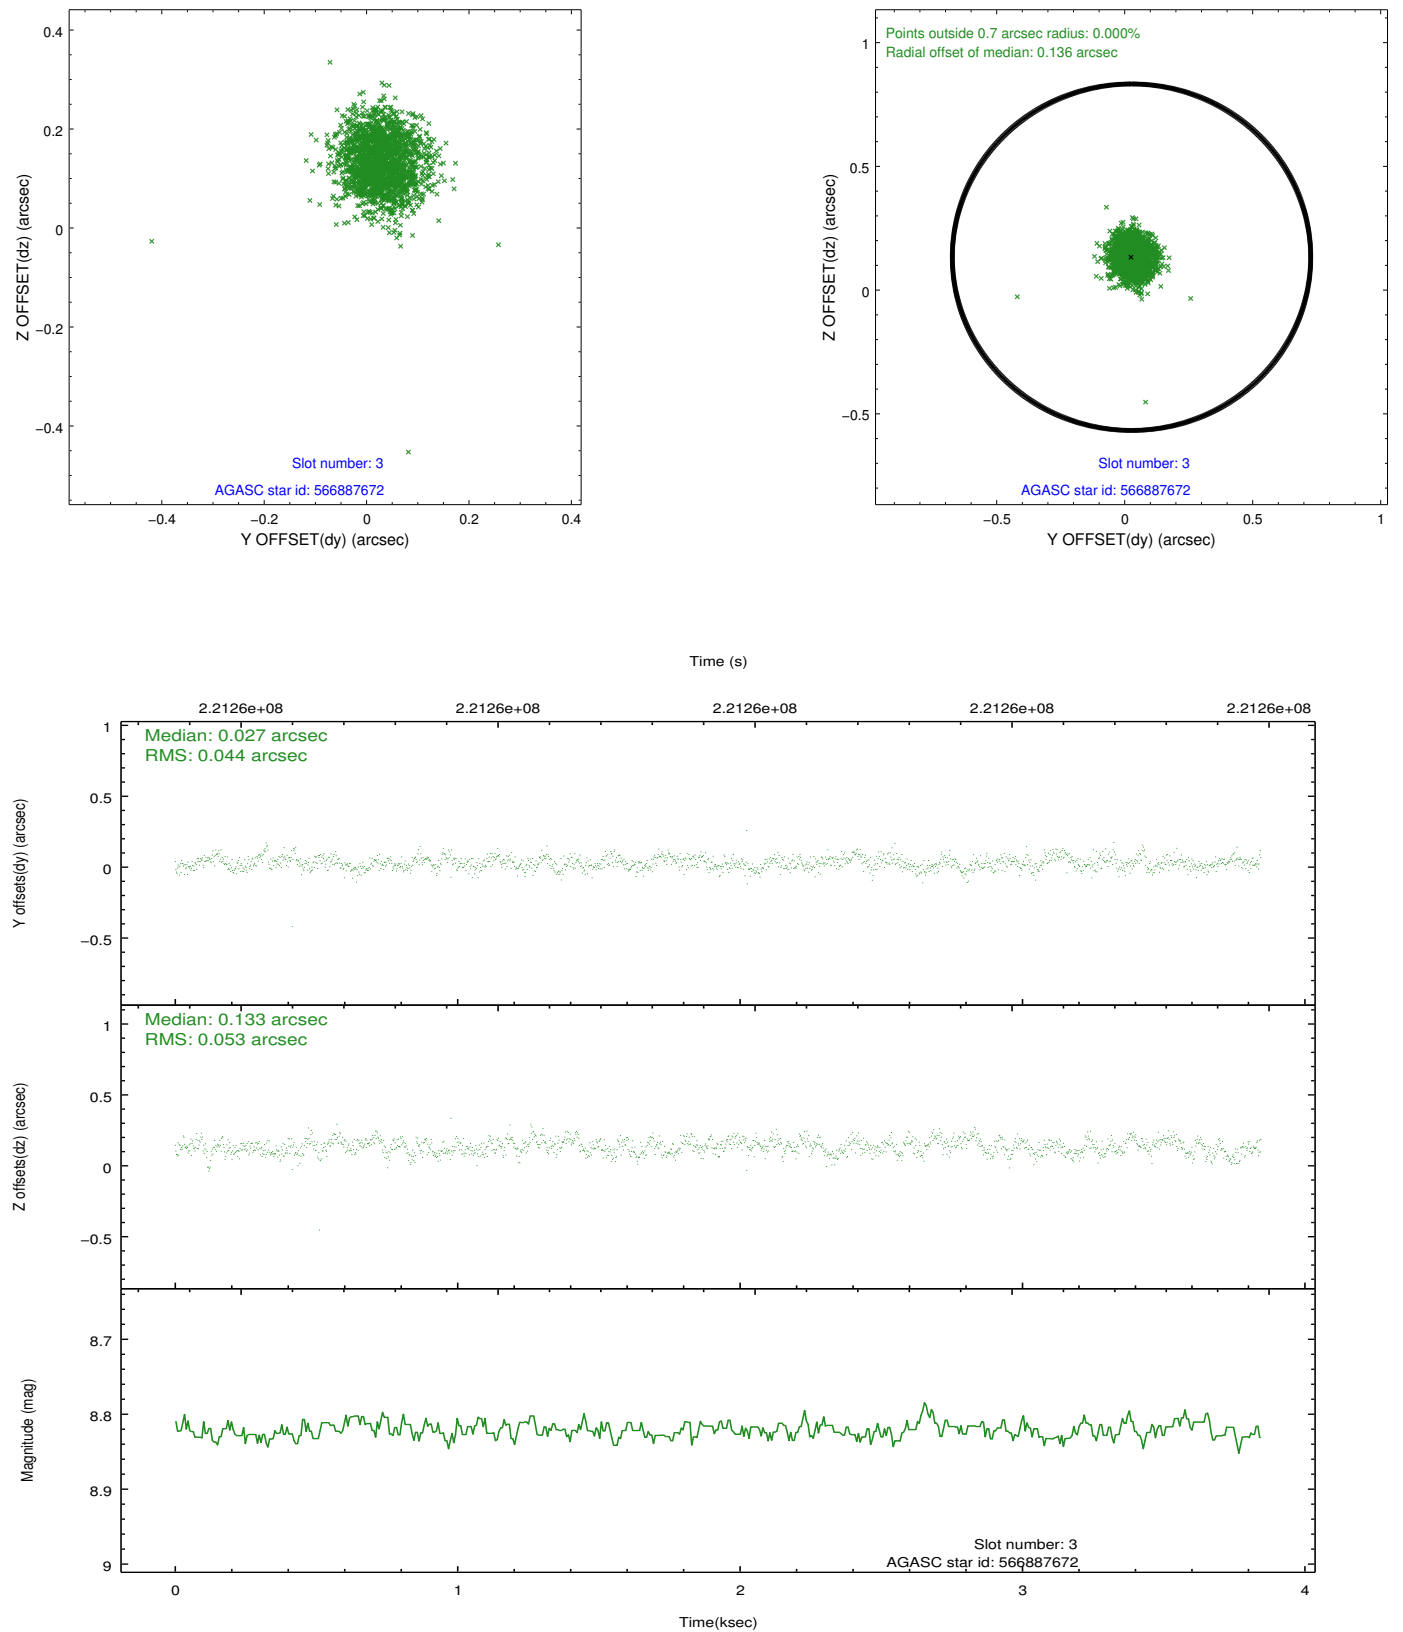 0.4
0.2
0
−0.2
−0.4
Z OFFSET(dz) (arcsec)
Slot number: 3
AGASC star id: 566887672
−0.4 −0.2 0 0.2 0.4
Y OFFSET(dy) (arcsec)
Points outside 0.7 arcsec radius: 0.000%
Radial offset of median: 0.136 arcsec
1
0.5
0
−0.5
Z OFFSET(dz) (arcsec)
Slot number: 3
AGASC star id: 566887672
−0.5 0 0.5 1
Y OFFSET(dy) (arcsec)
Time (s)
2.2126e+08 2.2126e+08 2.2126e+08 2.2126e+08 2.2126e+08
Median: 0.027 arcsec
RMS: 0.044 arcsec
1
0.5
0
−0.5
Y offsets(dy) (arcsec)
Median: 0.133 arcsec
RMS: 0.053 arcsec
1
0.5
0
−0.5
Z offsets(dz) (arcsec)
8.7
8.8
8.9
9
Magnitude (mag)
Slot number: 3
AGASC star id: 566887672
0 1 2 3 4
Time(ksec)